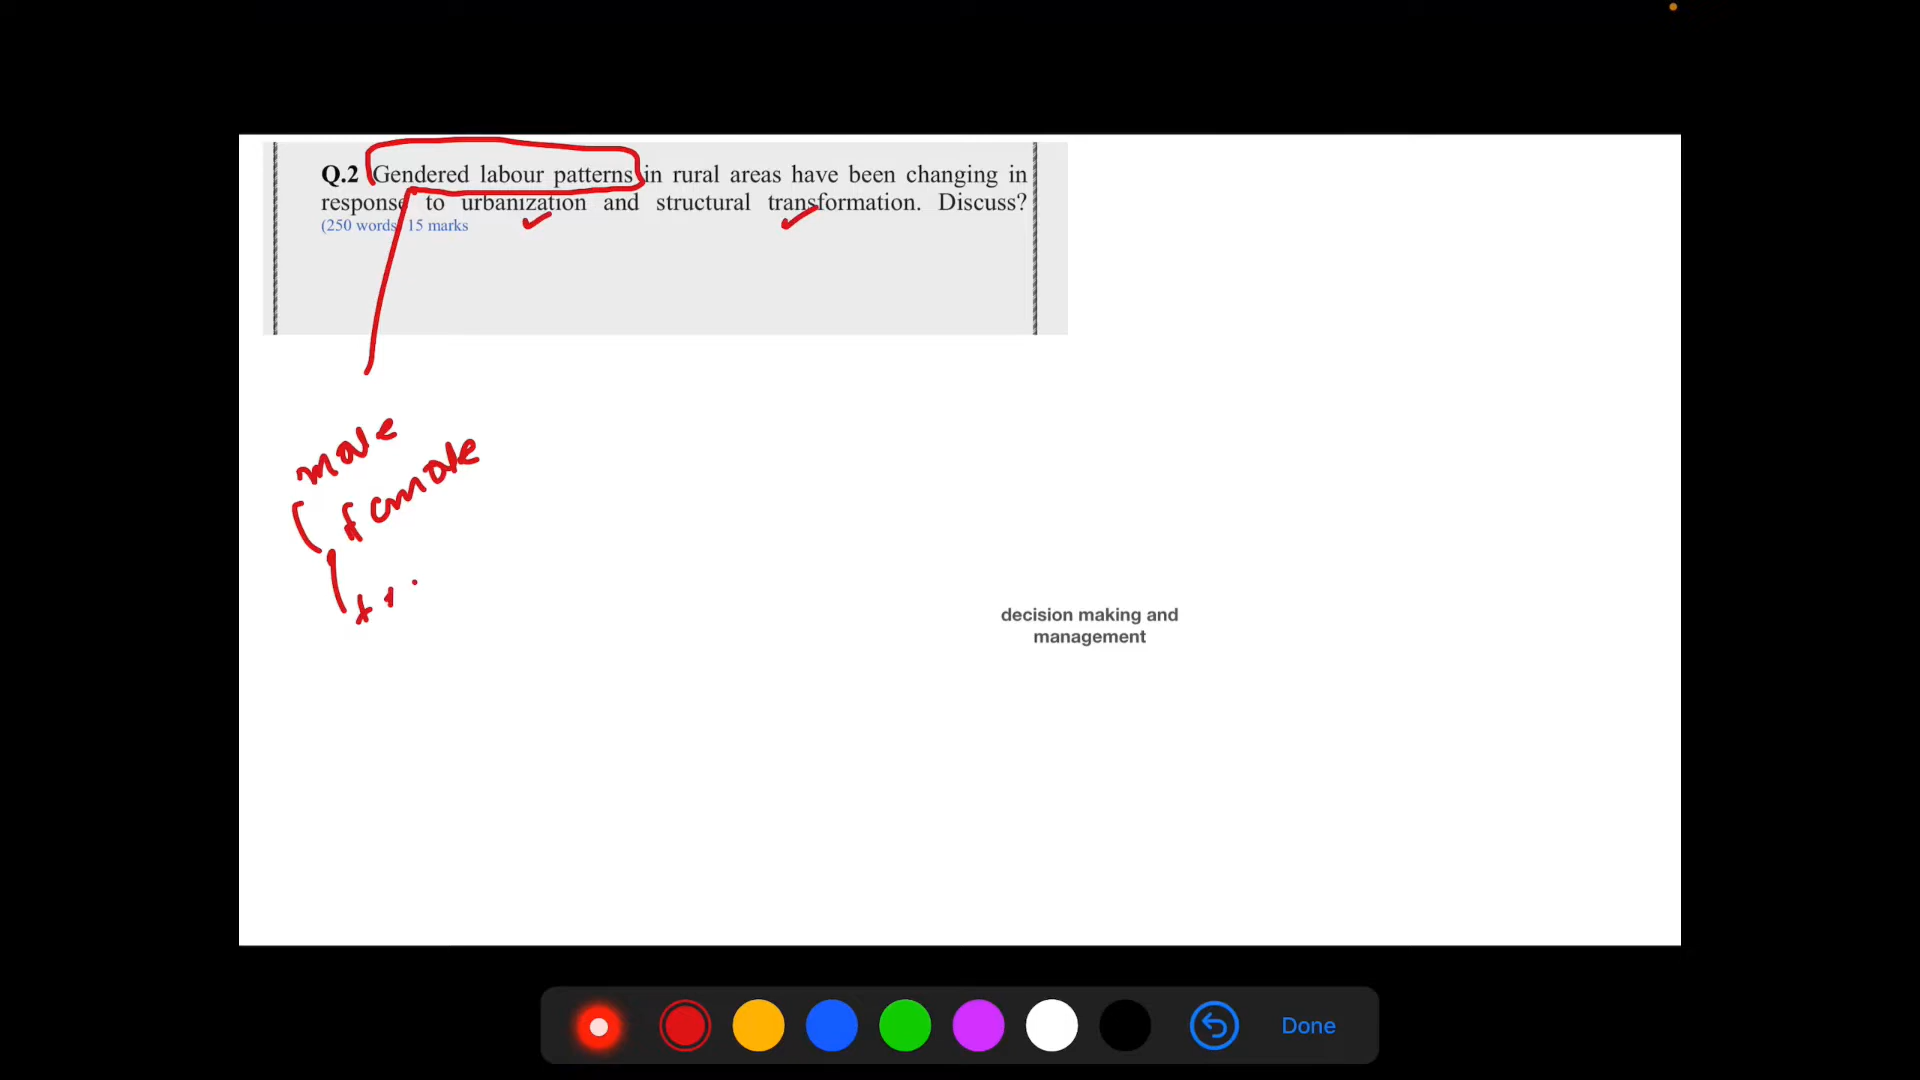 Q.2 Gendered labour patterns in rural areas have been changing in
response to urbanization and structural transformation. Discuss?
(250 words, 15 marks
male
female
decision making and
management
Done